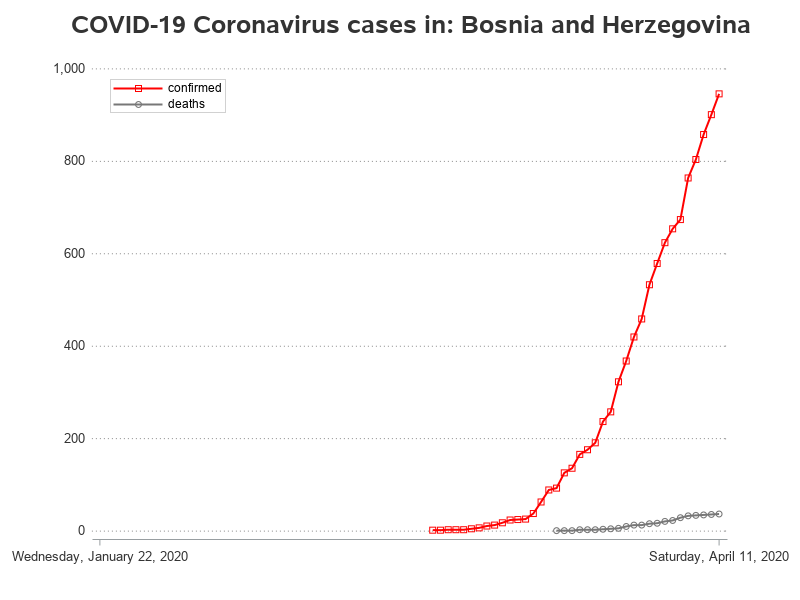 COVID-19 Coronavirus cases in: Bosnia and Herzegovina
1,000
confirmed
deaths
800
600
400
200
0
Wednesday, January 22, 2020 Saturday, April 11, 2020